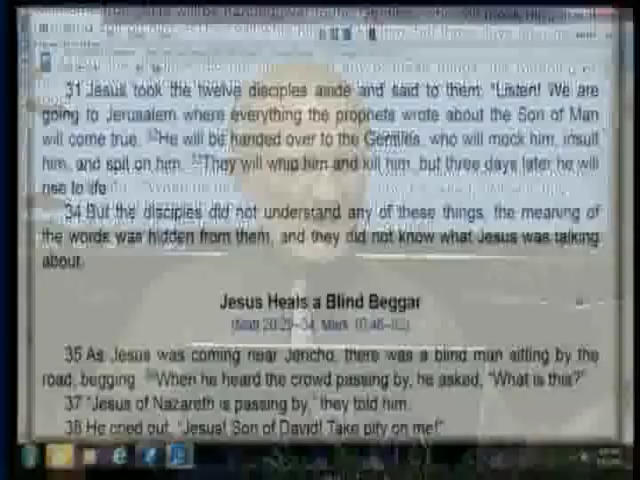 31 Jesus took the twelve disciples aside and said to them, "Listen! We are
going to Jerusalem where everything the prophets wrote about the Son of Man
will come true. 32 He will be handed over to the Gentiles, who will mock him, insult
him, and spit on him. 33 They will whip him and kill him, but three days later he will
rise to life."
34 But the disciples did not understand any of these things; the meaning of
the words was hidden from them, and they did not know what Jesus was talking
about.
Jesus Heals a Blind Beggar
35 As Jesus was coming near Jericho, there was a blind man sitting by the
road, begging. 36 When he heard the crowd passing by, he asked, "What is this?"
37 "Jesus of Nazareth is passing by," they told him.
38 He cried out, "Jesus! Son of David! Take pity on me!"